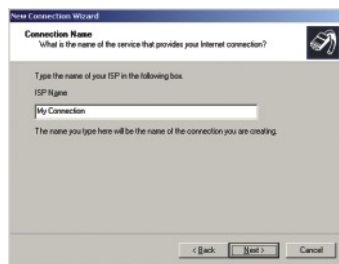 New Connection Wizard
Connection Name
What is the name of the service that provides your Internet connection?
Type the name of your ISP in the following box.
ISP Name
My Connection
The name you type here will be the name of the connection you are creating.
< Back
Next >
Cancel